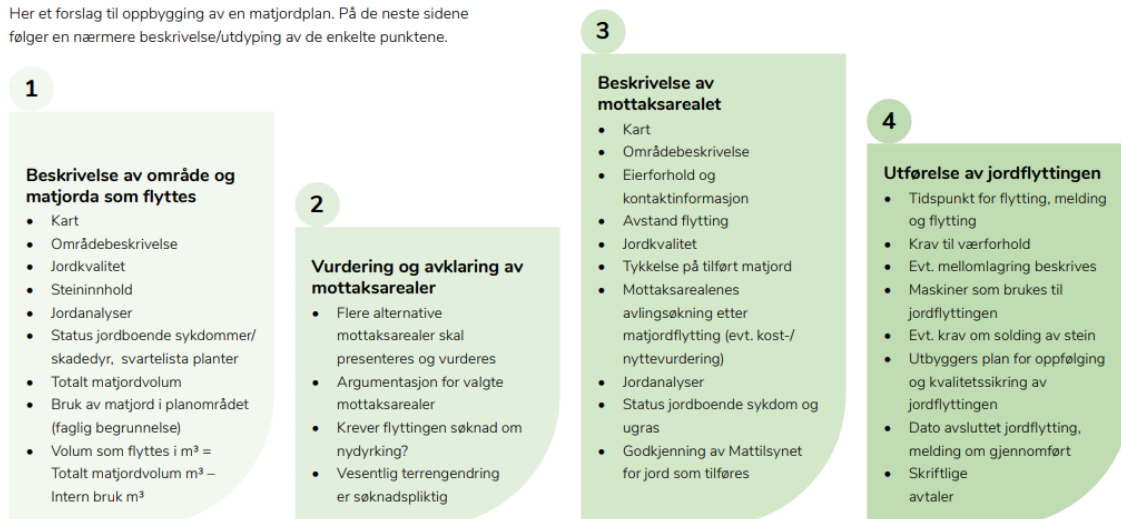 Her et forslag til oppbygging av en matjordplan. På de neste sidene
følger en nærmere beskrivelse/utdyping av de enkelte punktene.
1
Beskrivelse av område og
matjorda som flyttes
• Kart
• Områdebeskrivelse
• Jordkvalitet
• Steininnhold
• Jordanalyser
• Status jordboende sykdommer/
skadedyr, svartelista planter
• Totalt matjordvolum
• Bruk av matjord i planområdet
(faglig begrunnelse)
• Volum som flyttes i m³ =
Totalt matjordvolum m³ –
Intern bruk m³
2
Vurdering og avklaring av
mottaksarealer
• Flere alternative
mottaksarealer skal
presenteres og vurderes
• Argumentasjon for valgte
mottaksarealer
• Krever flyttingen søknad om
nydyrking?
• Vesentlig terrengendring
er søknadspliktig
3
Beskrivelse av
mottaksarealet
• Kart
• Områdebeskrivelse
• Eierforhold og
kontaktinformasjon
• Avstand flytting
• Jordkvalitet
• Tykkelse på tilført matjord
• Mottaksarealenes
avlingsøkning etter
matjordflytting (evt. kost-/
nyttevurdering)
• Jordanalyser
• Status jordboende sykdom og
ugras
• Godkjenning av Mattilsynet
for jord som tilføres
4
Utførelse av jordflyttingen
• Tidspunkt for flytting, melding
og flytting
• Krav til værforhold
• Evt. mellomlagring beskrives
• Maskiner som brukes til
jordflyttingen
• Evt. krav om solding av stein
• Utbyggers plan for oppfølging
og kvalitetssikring av
jordflyttingen
• Dato avsluttet jordflytting,
melding om gjennomført
• Skriftlige
avtaler